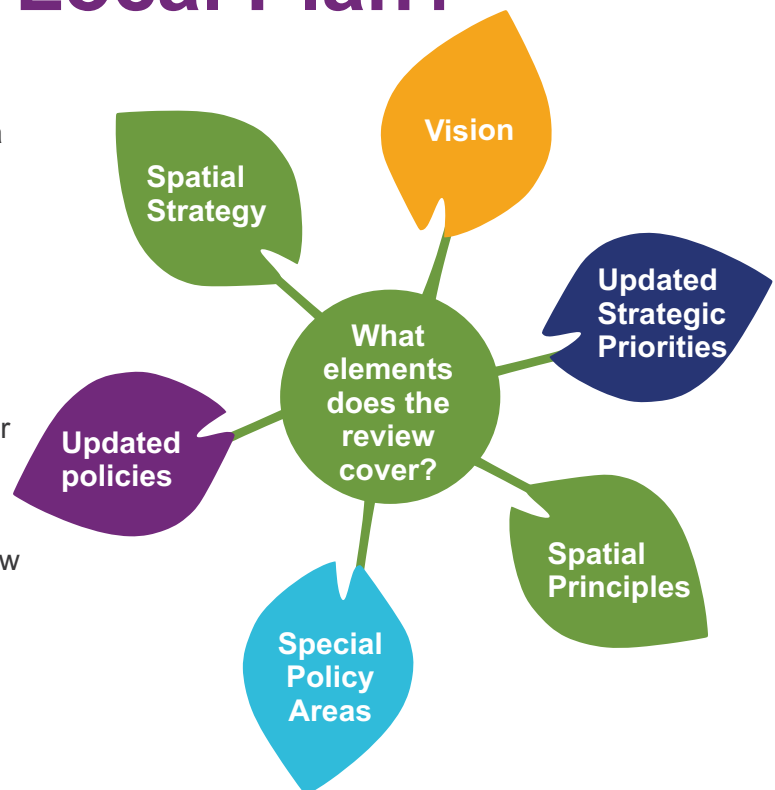 Local Plan?
Vision
Spatial
Strategy
Updated
Strategic
Priorities
What
elements
does the
review
cover?
Updated
policies
Spatial
Principles
Special
Policy
Areas